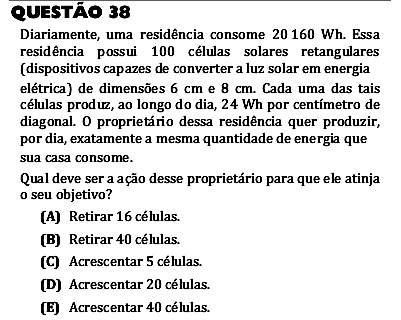 QUESTÃO 38
Diariamente, uma residência consome 20 160 Wh. Essa
residência possui 100 células solares retangulares
(dispositivos capazes de converter a luz solar em energia
elétrica) de dimensões 6 cm e 8 cm. Cada uma das tais
células produz, ao longo do dia, 24 Wh por centímetro de
diagonal. O proprietário dessa residência quer produzir,
por dia, exatamente a mesma quantidade de energia que
sua casa consome.
Qual deve ser a ação desse proprietário para que ele atinja
o seu objetivo?
(A) Retirar 16 células.
(B) Retirar 40 células.
(C) Acrescentar 5 células.
(D) Acrescentar 20 células.
(E) Acrescentar 40 células.